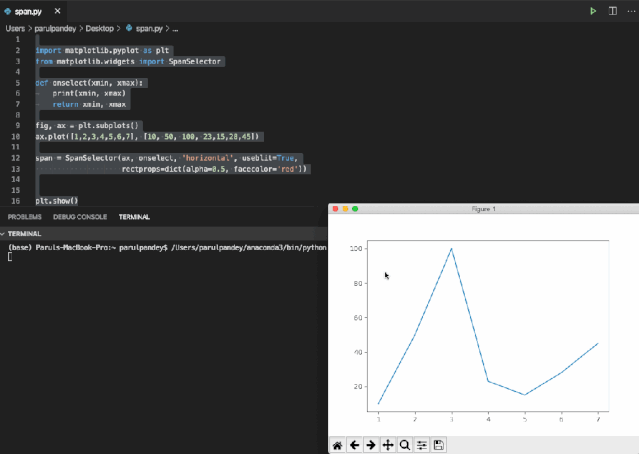 span.py
Users > parulpandey > Desktop > span.py > ...
1
2 import matplotlib.pyplot as plt
3 from matplotlib.widgets import SpanSelector
4
5 def onselect(xmin, xmax):
6 print(xmin, xmax)
7 return xmin, xmax
8
9 fig, ax = plt.subplots()
10 ax.plot([1,2,3,4,5,6,7], [10, 50, 100, 23,15,28,45])
11
12 span = SpanSelector(ax, onselect, 'horizontal', useblit=True,
13 rectprops=dict(alpha=0.5, facecolor='red'))
14
15
16 plt.show()
PROBLEMS DEBUG CONSOLE TERMINAL
TERMINAL
(base) Paruls-MacBook-Pro:~ parulpandey$ /Users/parulpandey/anaconda3/bin/python
Figure 1
100
80
60
40
20
1 2 3 4 5 6 7